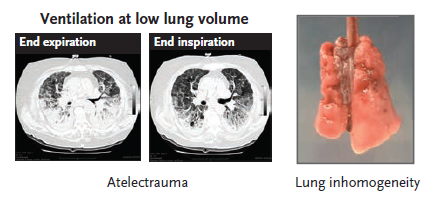 Ventilation at low lung volume
End expiration
End inspiration
Atelectrauma
Lung inhomogeneity